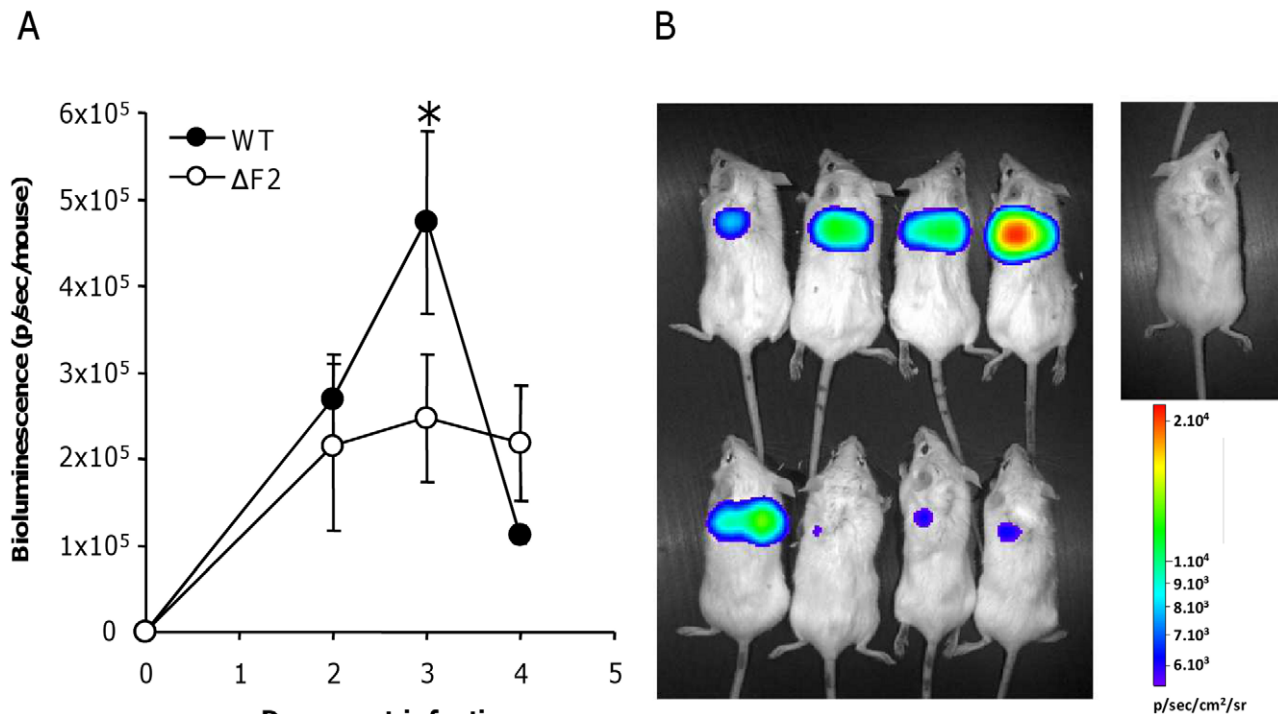 A
B
6x10⁵
5x10⁵
4x10⁵
3x10⁵
2x10⁵
1x10⁵
0
*
WT
ΔF2
Bioluminescence (p/sec/mouse)
0 1 2 3 4 5
2.10⁴
1.10⁴
9.10³
8.10³
7.10³
6.10³
p/sec/cm²/sr